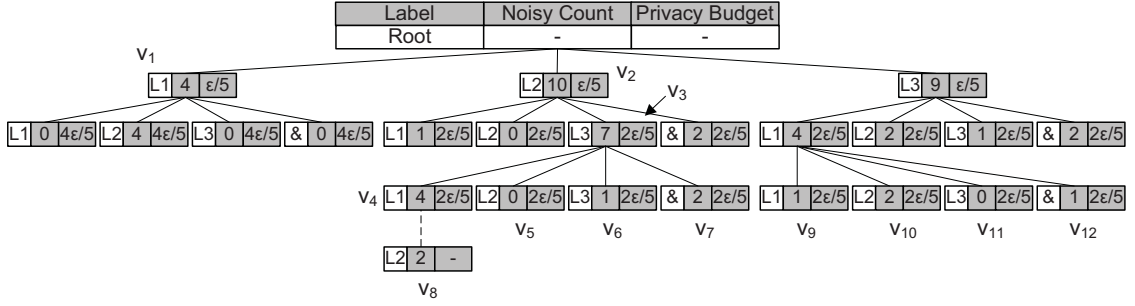 Label Noisy Count Privacy Budget
Root - -
v1 L1 4 ε/5 L2 10 ε/5 v2 L3 9 ε/5
v3
L1 0 4ε/5 L2 4 4ε/5 L3 0 4ε/5 & 0 4ε/5 L1 1 2ε/5 L2 0 2ε/5 L3 7 2ε/5 & 2 2ε/5 L1 4 2ε/5 L2 2 2ε/5 L3 1 2ε/5 & 2 2ε/5
v4 L1 4 2ε/5 L2 0 2ε/5 L3 1 2ε/5 & 2 2ε/5 L1 1 2ε/5 L2 2 2ε/5 L3 0 2ε/5 & 1 2ε/5
v5 v6 v7 v9 v10 v11 v12
L2 2 -
v8